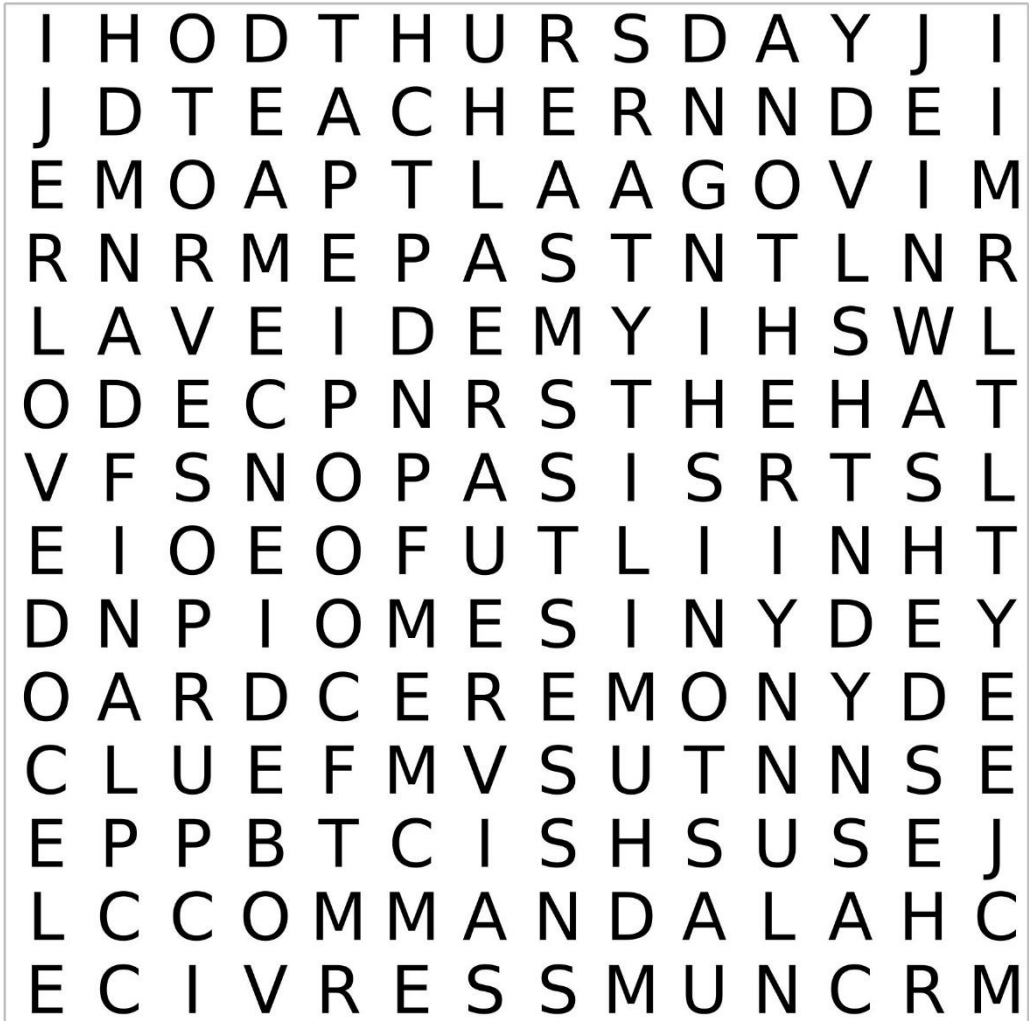 I H O D T H U R S D A Y J I
J D T E A C H E R N N D E I
E M O A P T L A A G O V I M
R N R M E P A S T N T L N R
L A V E I D E M Y I H S W L
O D E C P N R S T H E H A T
V F S N O P A S I S R T S L
E I O E O F U T L I I N H T
D N P I O M E S I N Y D E Y
O A R D C E R E M O N Y D E
C L U E F M V S U T N N S E
E P P B T C I S H S U S E J
L C C O M M A N D A L A H C
E C I V R E S S M U N C R M